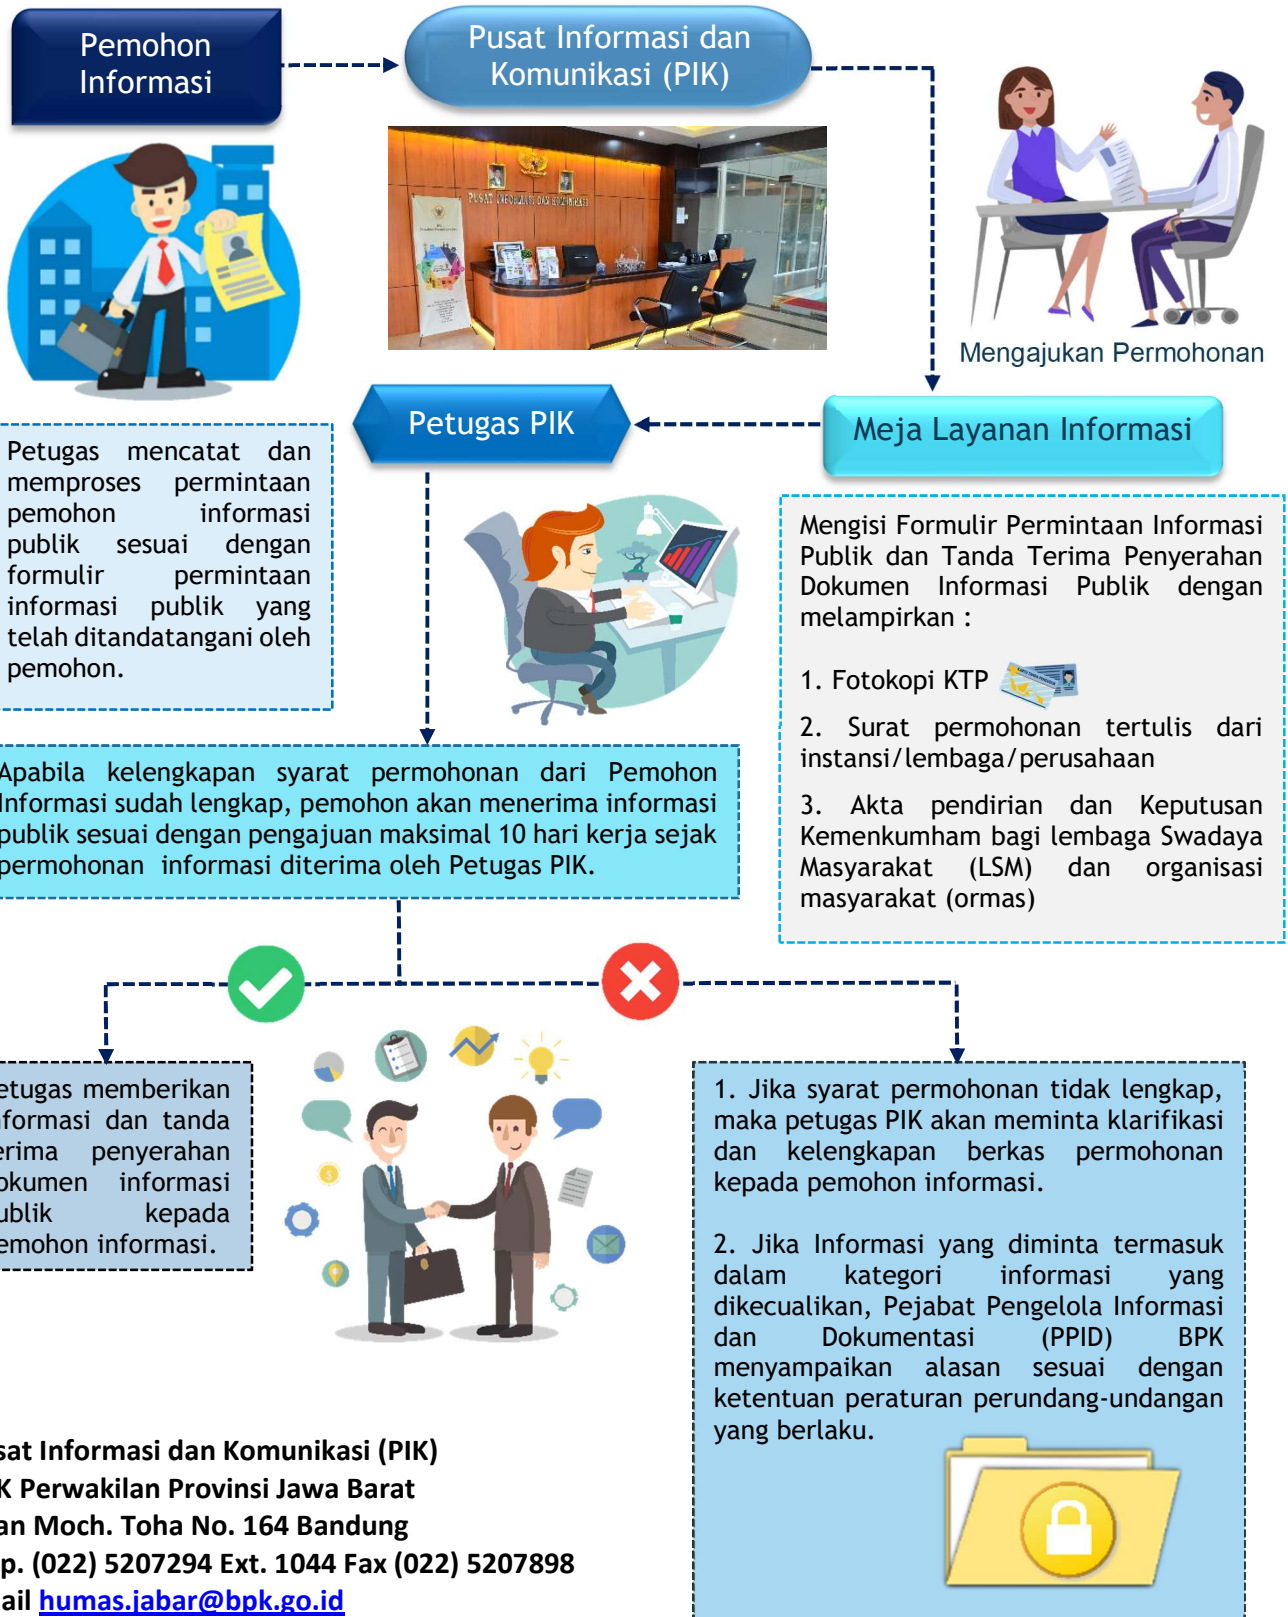 Pemohon
Informasi
Pusat Informasi dan
Komunikasi (PIK)
PUSAT INFORMASI DAN KOMUNIKASI
Mengajukan Permohonan
Petugas PIK
Meja Layanan Informasi
Petugas mencatat dan
memproses permintaan
pemohon informasi
publik sesuai dengan
formulir permintaan
informasi publik yang
telah ditandatangani oleh
pemohon.
Mengisi Formulir Permintaan Informasi
Publik dan Tanda Terima Penyerahan
Dokumen Informasi Publik dengan
melampirkan :
1. Fotokopi KTP
2. Surat permohonan tertulis dari
instansi/lembaga/perusahaan
3. Akta pendirian dan Keputusan
Kemenkumham bagi lembaga Swadaya
Masyarakat (LSM) dan organisasi
masyarakat (ormas)
Apabila kelengkapan syarat permohonan dari Pemohon
Informasi sudah lengkap, pemohon akan menerima informasi
publik sesuai dengan pengajuan maksimal 10 hari kerja sejak
permohonan informasi diterima oleh Petugas PIK.
etugas memberikan
nformasi dan tanda
erima penyerahan
okumen informasi
ublik kepada
emohon informasi.
1. Jika syarat permohonan tidak lengkap,
maka petugas PIK akan meminta klarifikasi
dan kelengkapan berkas permohonan
kepada pemohon informasi.
2. Jika Informasi yang diminta termasuk
dalam kategori informasi yang
dikecualikan, Pejabat Pengelola Informasi
dan Dokumentasi (PPID) BPK
menyampaikan alasan sesuai dengan
ketentuan peraturan perundang-undangan
yang berlaku.
sat Informasi dan Komunikasi (PIK)
K Perwakilan Provinsi Jawa Barat
an Moch. Toha No. 164 Bandung
p. (022) 5207294 Ext. 1044 Fax (022) 5207898
ail humas.jabar@bpk.go.id